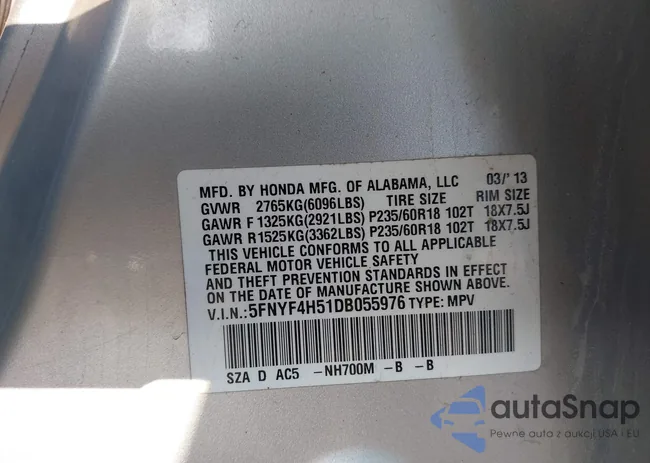 MFD. BY HONDA MFG. OF ALABAMA, LLC 03/'13
GVWR 2765KG(6096LBS) TIRE SIZE RIM SIZE
GAWR F 1325KG(2921LBS) P235/60R18 102T 18X7.5J
GAWR R1525KG(3362LBS) P235/60R18 102T 18X7.5J
THIS VEHICLE CONFORMS TO ALL APPLICABLE
FEDERAL MOTOR VEHICLE SAFETY
AND THEFT PREVENTION STANDARDS IN EFFECT
ON THE DATE OF MANUFACTURE SHOWN ABOVE.
V.I.N.:5FNYF4H51DB055976 TYPE: MPV
SZA D AC5 -NH700M -B -B
autaSnap
Pewne auto z aukcji USA i EU